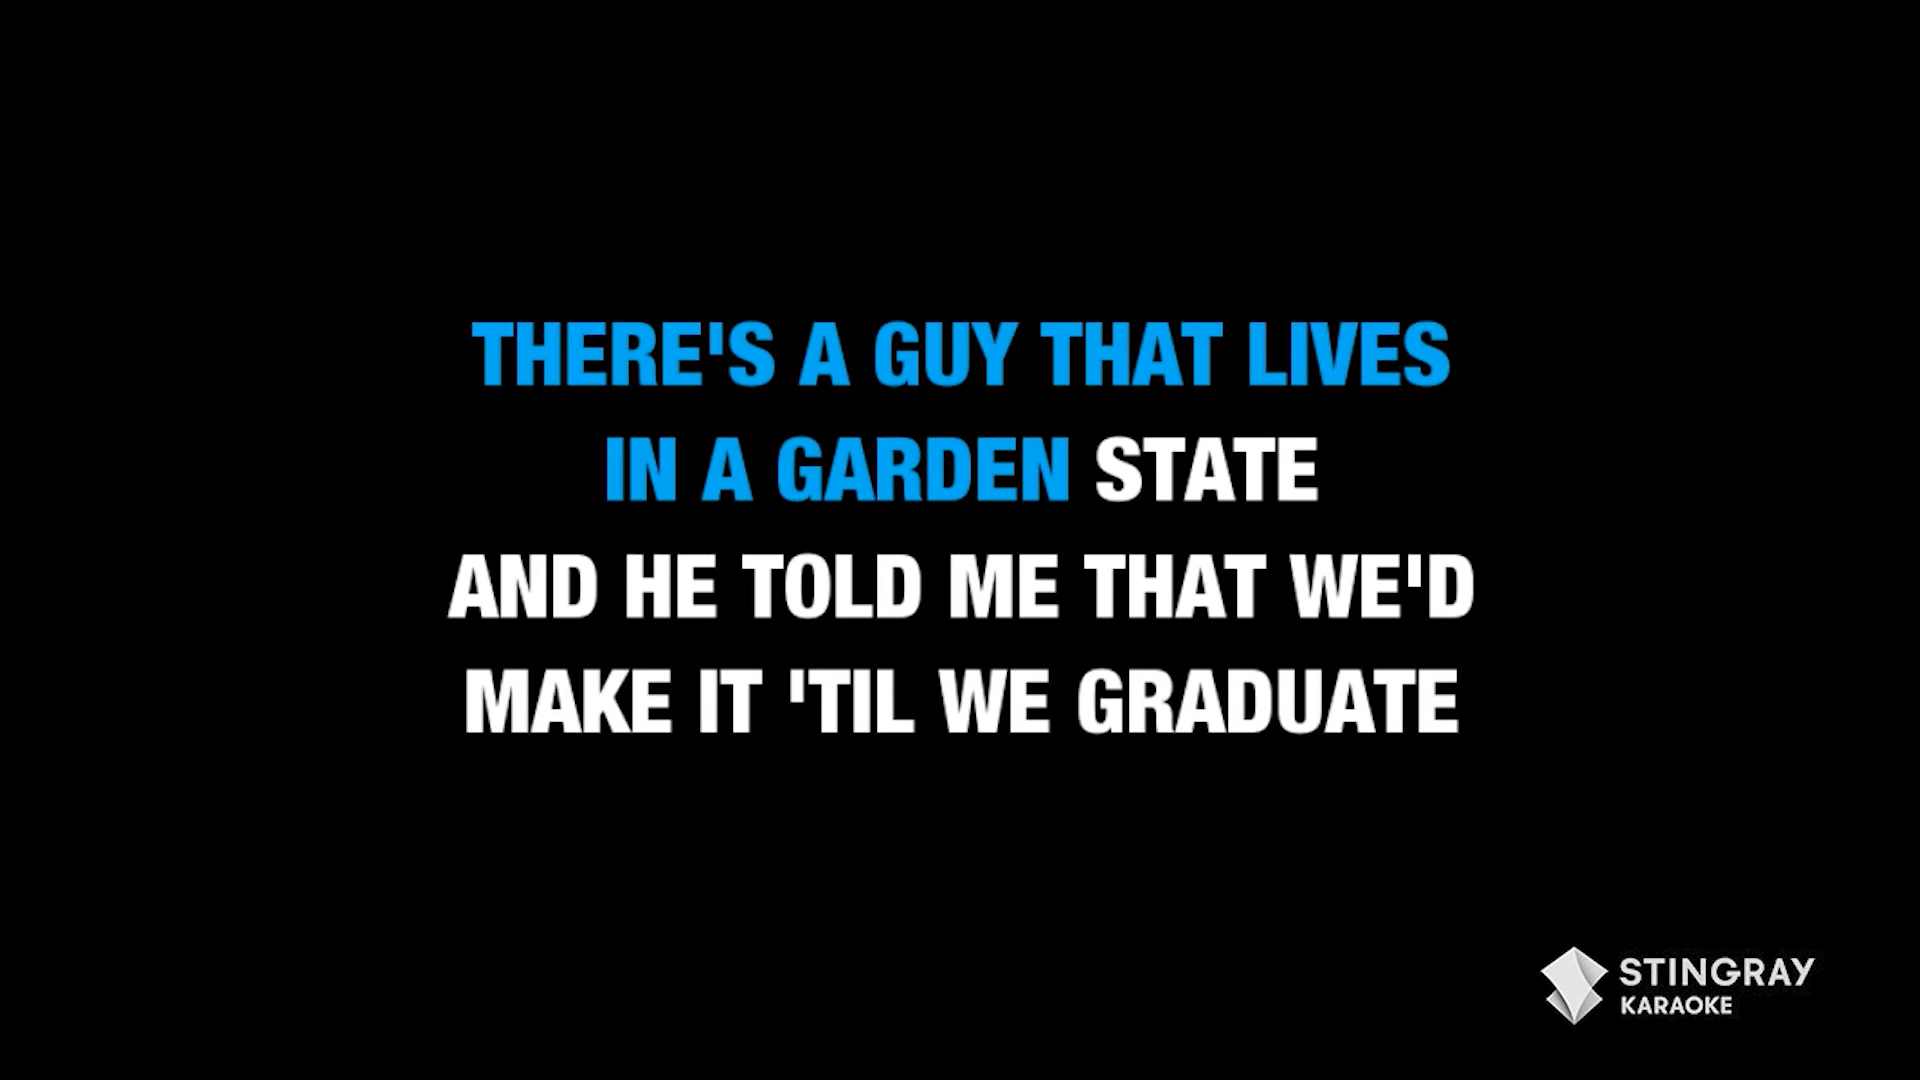 THERE'S A GUY THAT LIVES
IN A GARDEN STATE
AND HE TOLD ME THAT WE'D
MAKE IT 'TIL WE GRADUATE
STINGRAY
KARAOKE